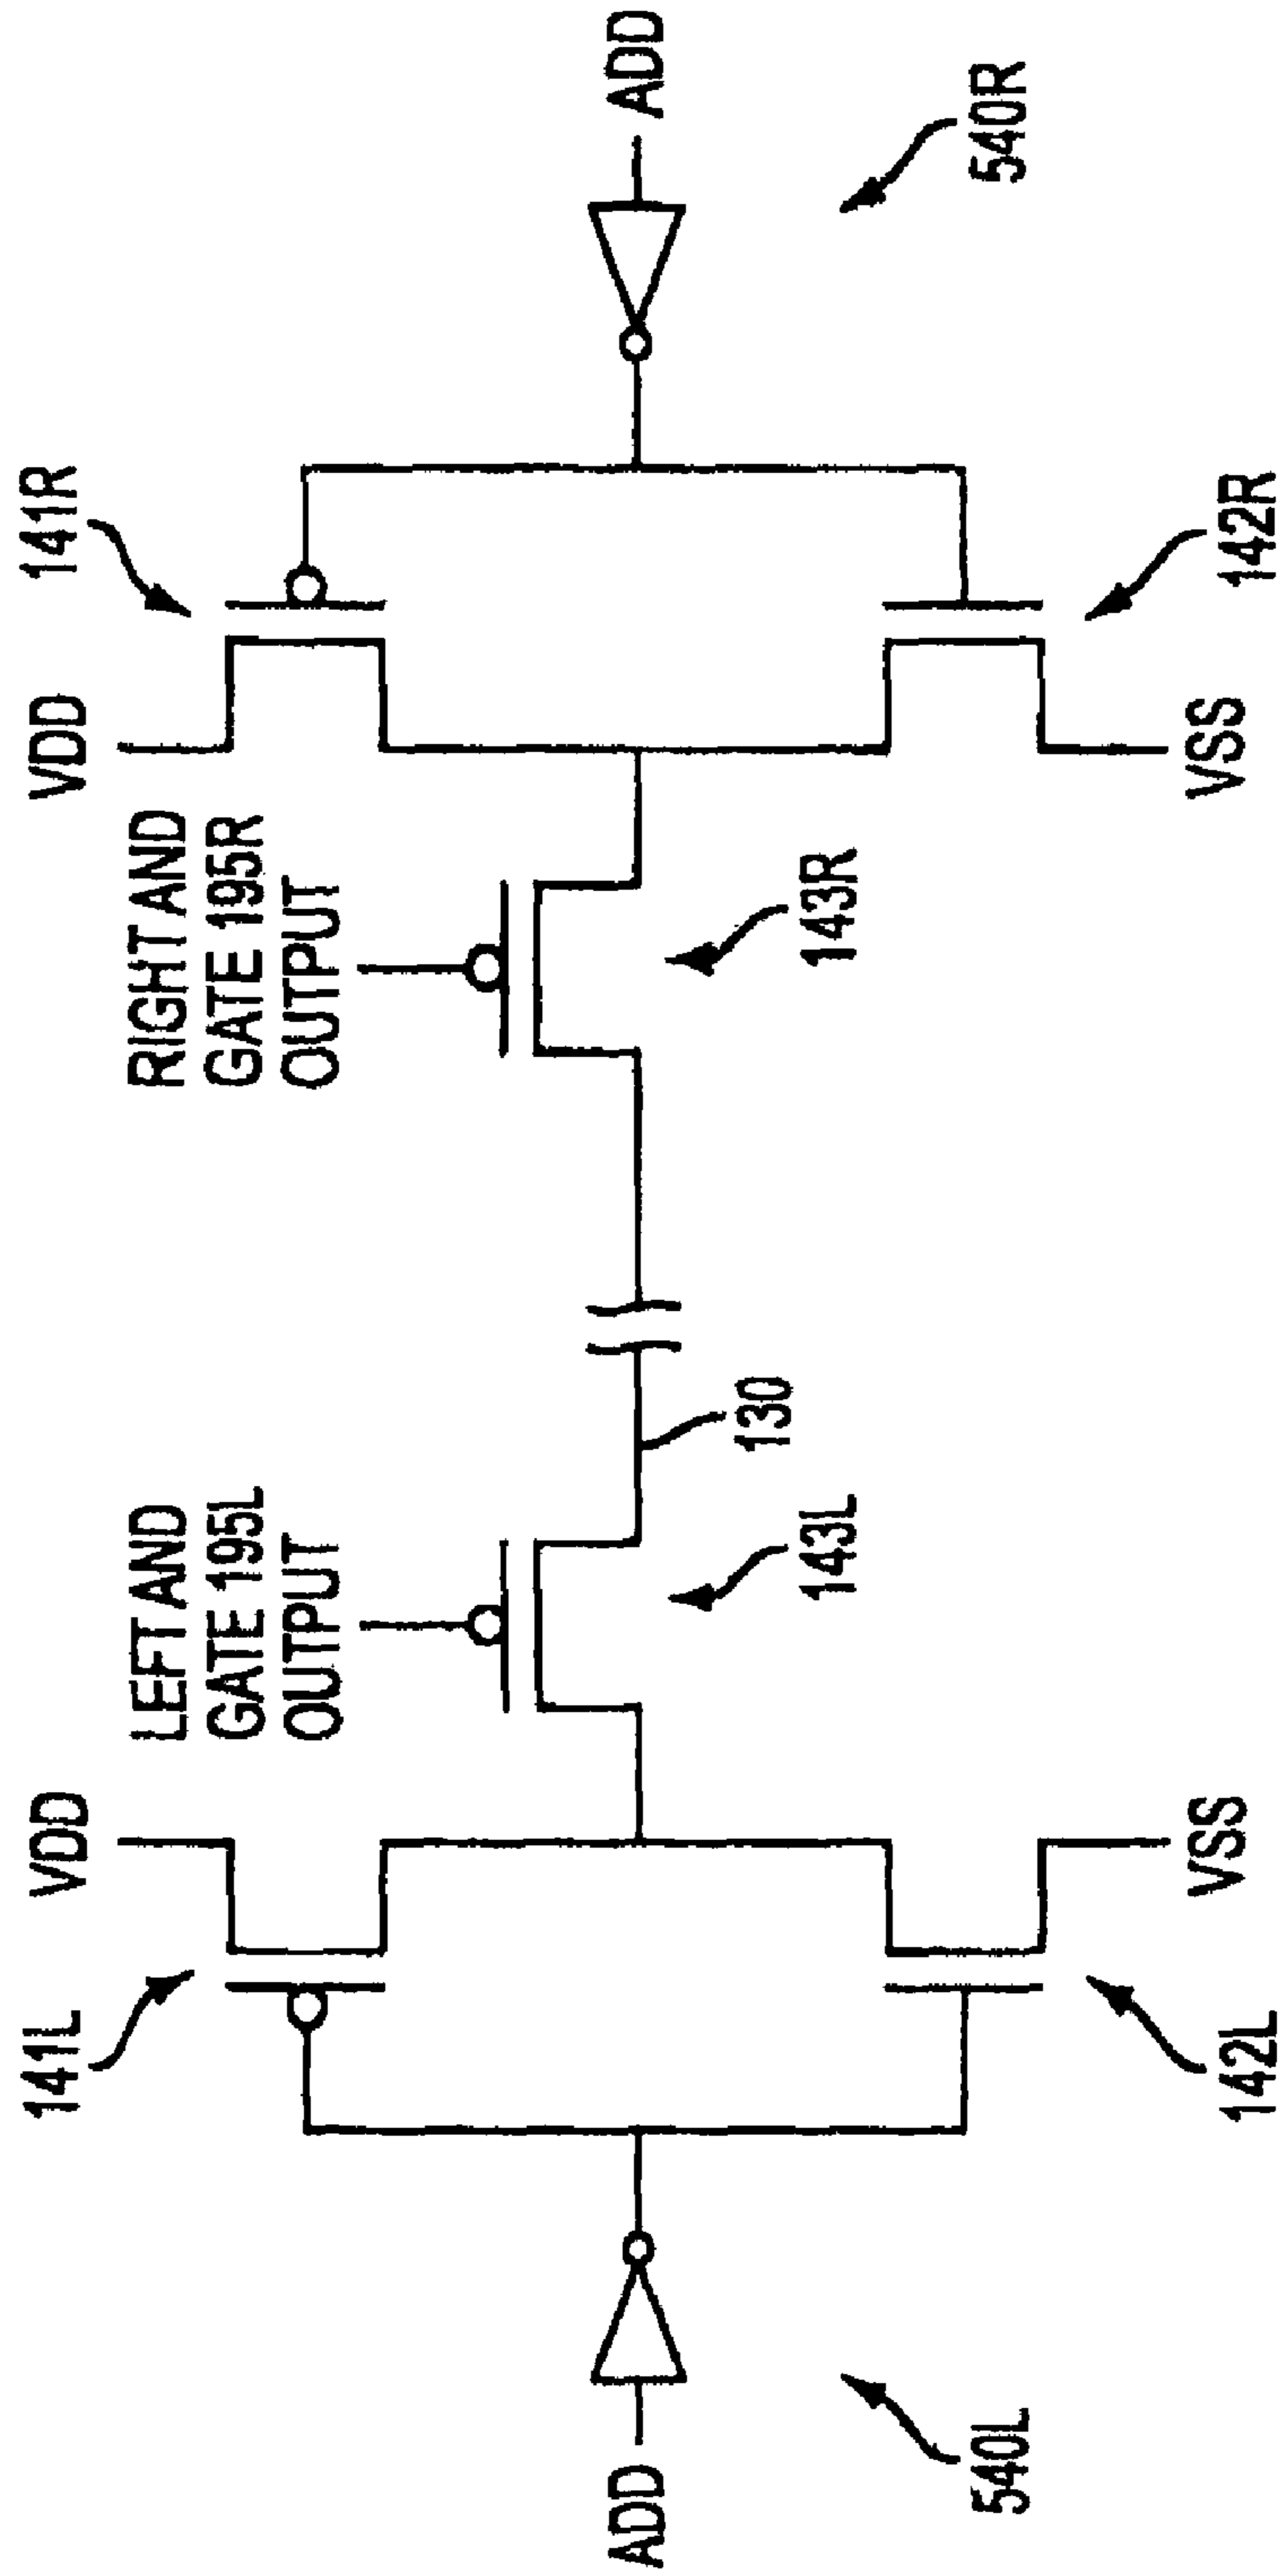 141L
VDD
LEFT AND
GATE 195L
OUTPUT
RIGHT AND
GATE 195R
OUTPUT
VDD
141R
ADD
130
ADD
143L
143R
540L
540R
142L
VSS
VSS
142R